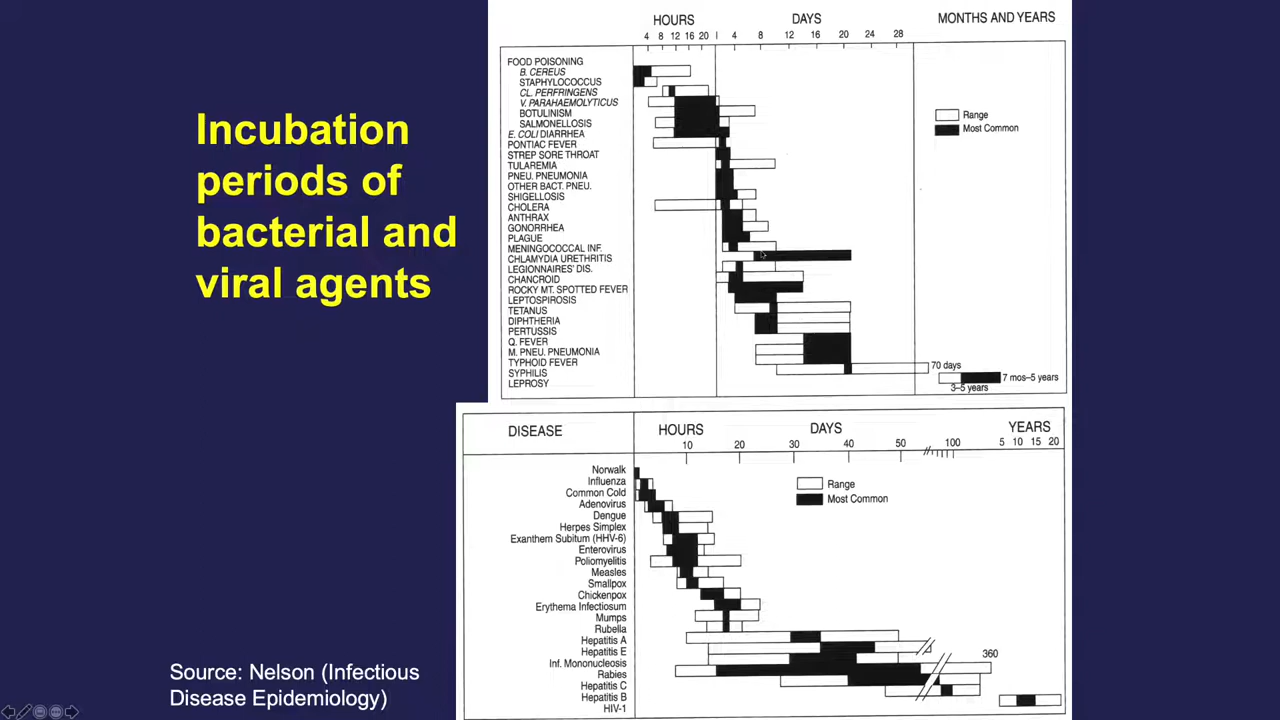 Incubation
periods of
bacterial and
viral agents
Source: Nelson (Infectious
Disease Epidemiology)
HOURS DAYS MONTHS AND YEARS
4 8 12 16 20 1 4 8 12 16 20 24 28
FOOD POISONING
B. CEREUS
STAPHYLOCOCCUS
CL. PERFRINGENS
V. PARAHAEMOLYTICUS
BOTULINISM
SALMONELLOSIS
E. COLI DIARRHEA
PONTIAC FEVER
STREP SORE THROAT
TULAREMIA
PNEU. PNEUMONIA
OTHER BACT. PNEU.
SHIGELLOSIS
CHOLERA
ANTHRAX
GONORRHEA
PLAGUE
MENINGOCOCCAL INF.
CHLAMYDIA URETHRITIS
LEGIONNAIRES' DIS.
CHANCROID
ROCKY MT. SPOTTED FEVER
LEPTOSPIROSIS
TETANUS
DIPHTHERIA
PERTUSSIS
Q. FEVER
M. PNEU. PNEUMONIA
TYPHOID FEVER
SYPHILIS
LEPROSY
Range
Most Common
70 days
7 mos–5 years
3–5 years
DISEASE HOURS DAYS YEARS
10 20 30 40 50 100 5 10 15 20
Norwalk
Influenza
Common Cold
Adenovirus
Dengue
Herpes Simplex
Exanthem Subitum (HHV-6)
Enterovirus
Poliomyelitis
Measles
Smallpox
Chickenpox
Erythema Infectiosum
Mumps
Rubella
Hepatitis A
Hepatitis E
Inf. Mononucleosis
Rabies
Hepatitis C
Hepatitis B
HIV-1
Range
Most Common
360